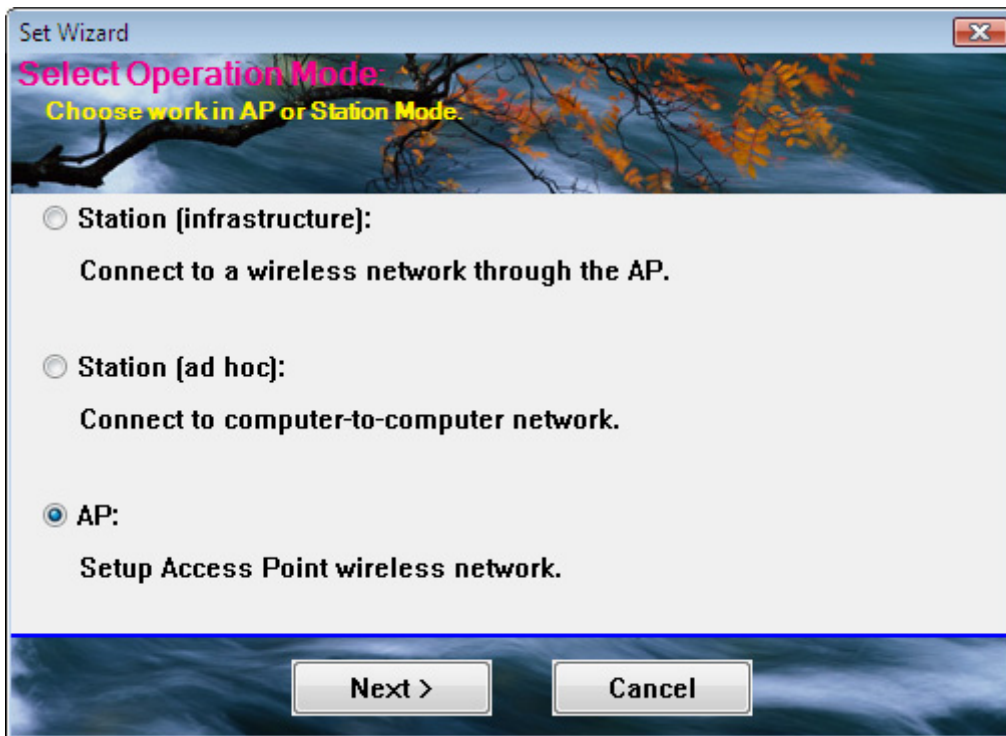 Set Wizard
Select Operation Mode:
Choose work in AP or Station Mode.
Station (infrastructure):
Connect to a wireless network through the AP.
Station (ad hoc):
Connect to computer-to-computer network.
AP:
Setup Access Point wireless network.
Next >
Cancel